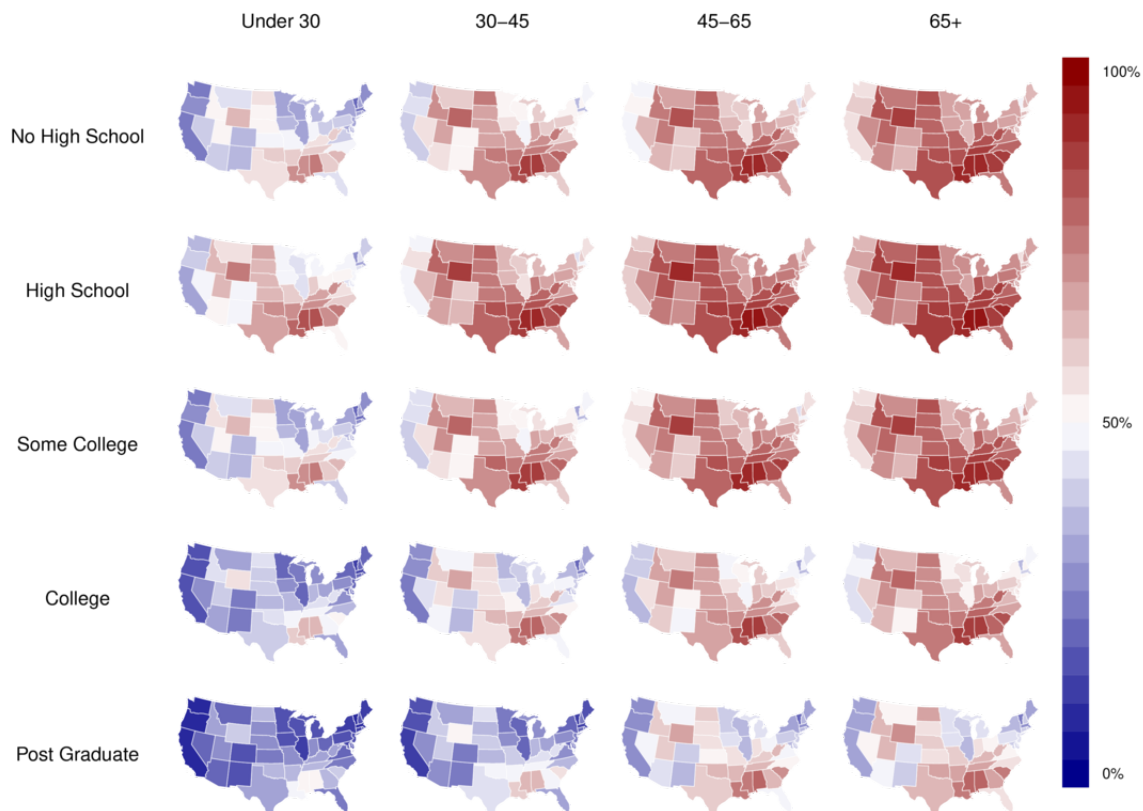 Under 30 30–45 45–65 65+
100%
No High School
High School
50%
Some College
College
Post Graduate
0%